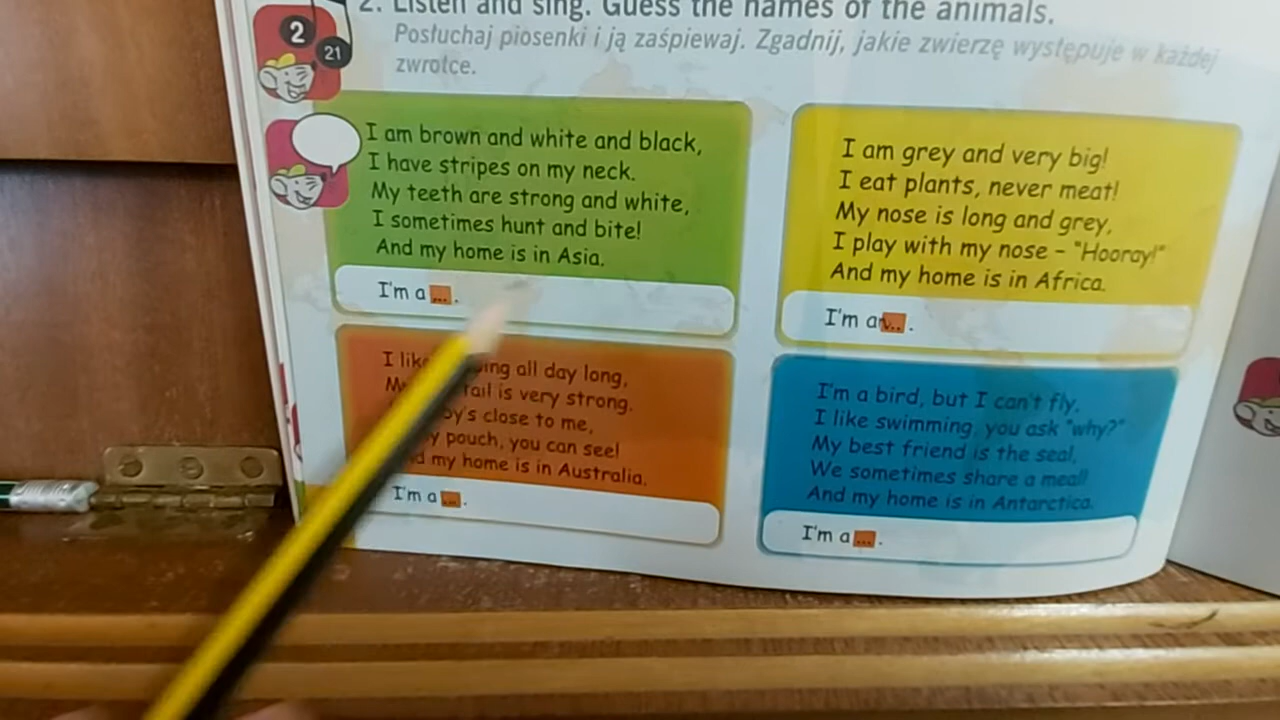 2. Listen and sing. Guess the names of the animals.
Posłuchaj piosenki i ją zaśpiewaj. Zgadnij, jakie zwierzę występuje w każdej
zwrotce.
2
21
I am brown and white and black,
I have stripes on my neck.
My teeth are strong and white,
I sometimes hunt and bite!
And my home is in Asia.
I'm a ... .
I am grey and very big!
I eat plants, never meat!
My nose is long and grey,
I play with my nose – "Hooray!"
And my home is in Africa.
I'm an ... .
I all day long,
tail is very strong.
close to me,
pouch, you can see!
my home is in Australia.
I'm a ... .
I'm a bird, but I can't fly,
I like swimming, you ask "why?"
My best friend is the seal,
We sometimes share a meal!
And my home is in Antarctica.
I'm a ... .